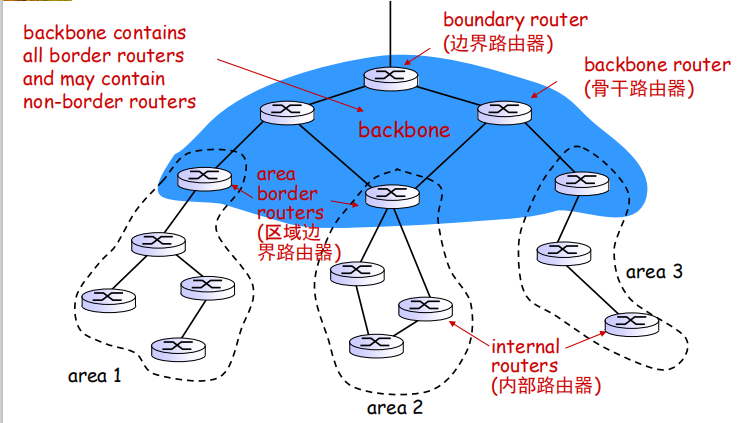 backbone contains
all border routers
and may contain
non-border routers
boundary router
(边界路由器)
backbone router
(骨干路由器)
backbone
area
border
routers
(区域边
界路由器)
area 3
internal
routers
(内部路由器)
area 1
area 2